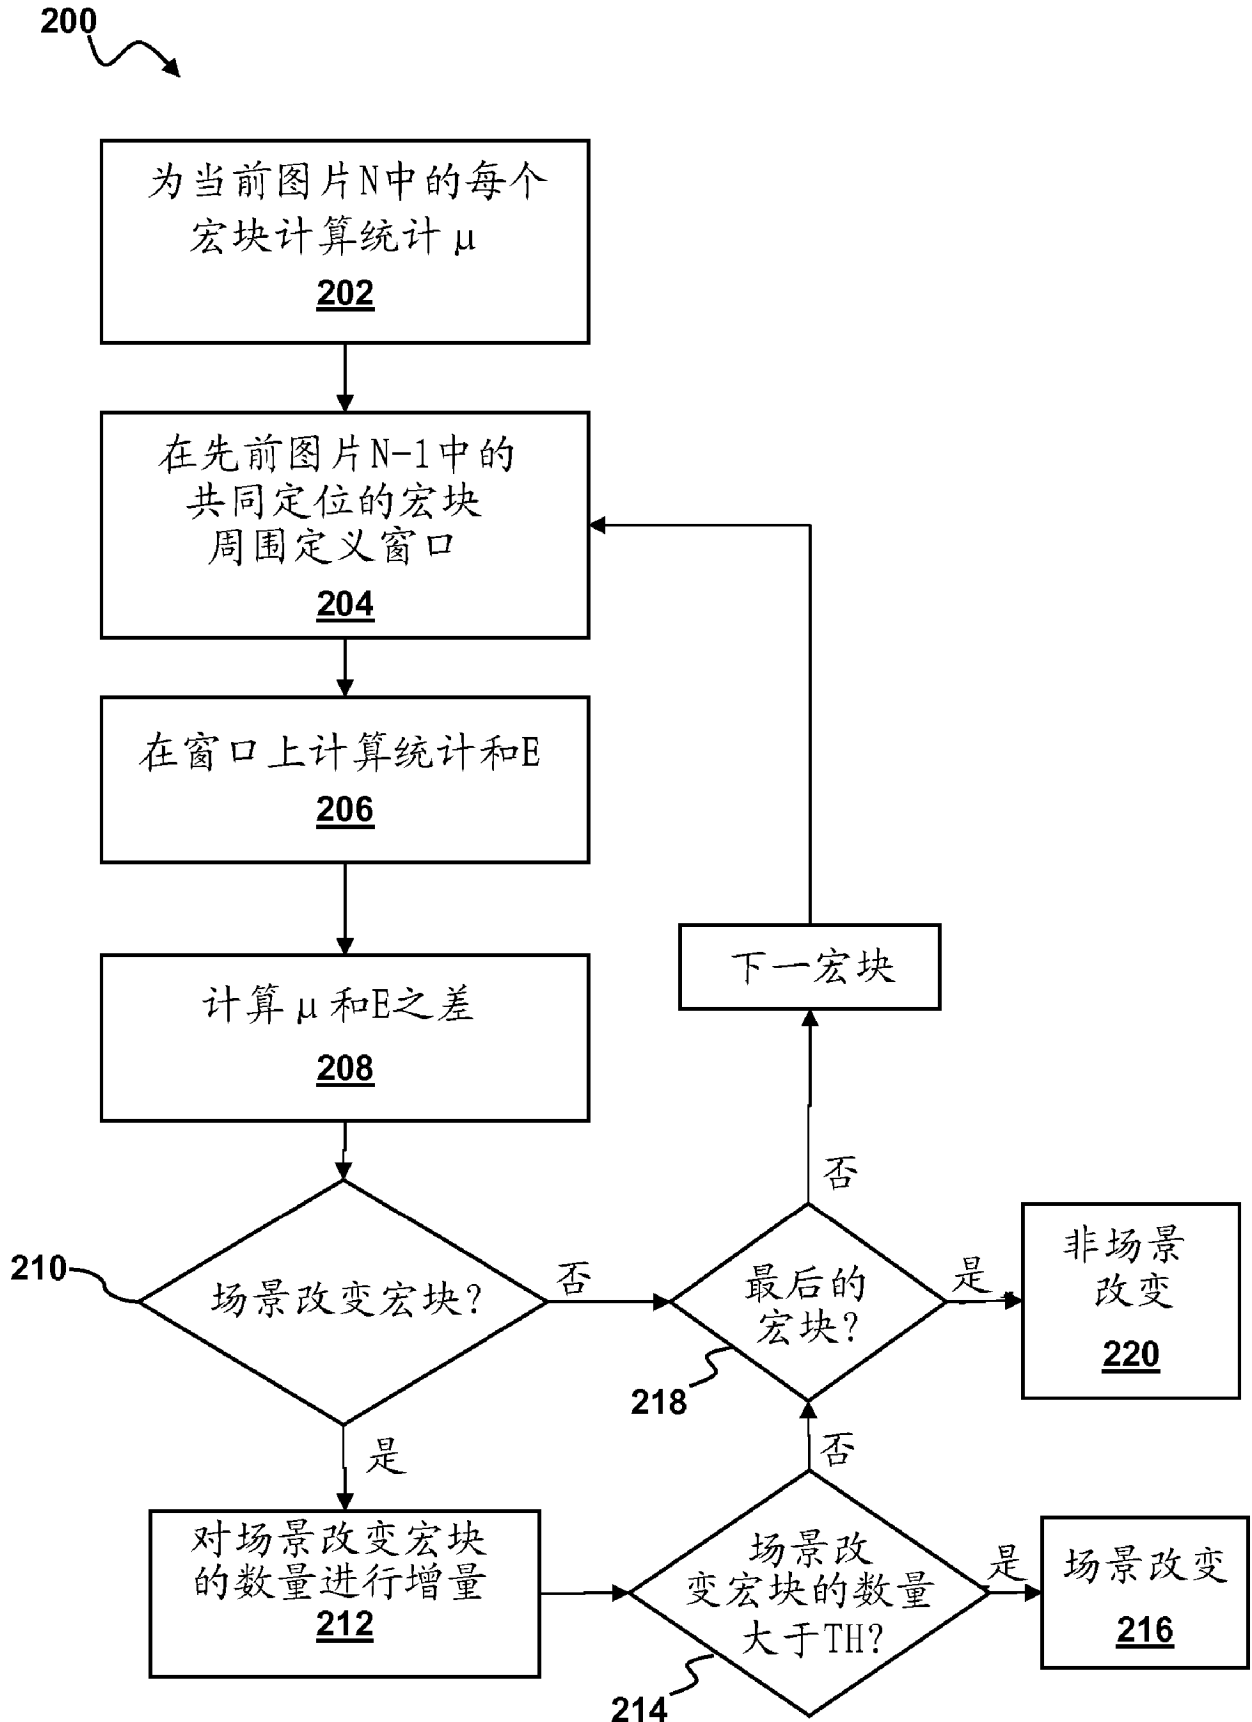 200
为当前图片N中的每个
宏块计算统计 μ
202
在先前图片N-1中的
共同定位的宏块
周围定义窗口
204
在窗口上计算统计和E
206
计算 μ 和E之差
208
下一宏块
210
场景改变宏块?
否
是
否
最后的
宏块?
218
是
非场景
改变
220
对场景改变宏块
的数量进行增量
212
否
场景改
变宏块的数量
大于TH?
214
是
场景改变
216